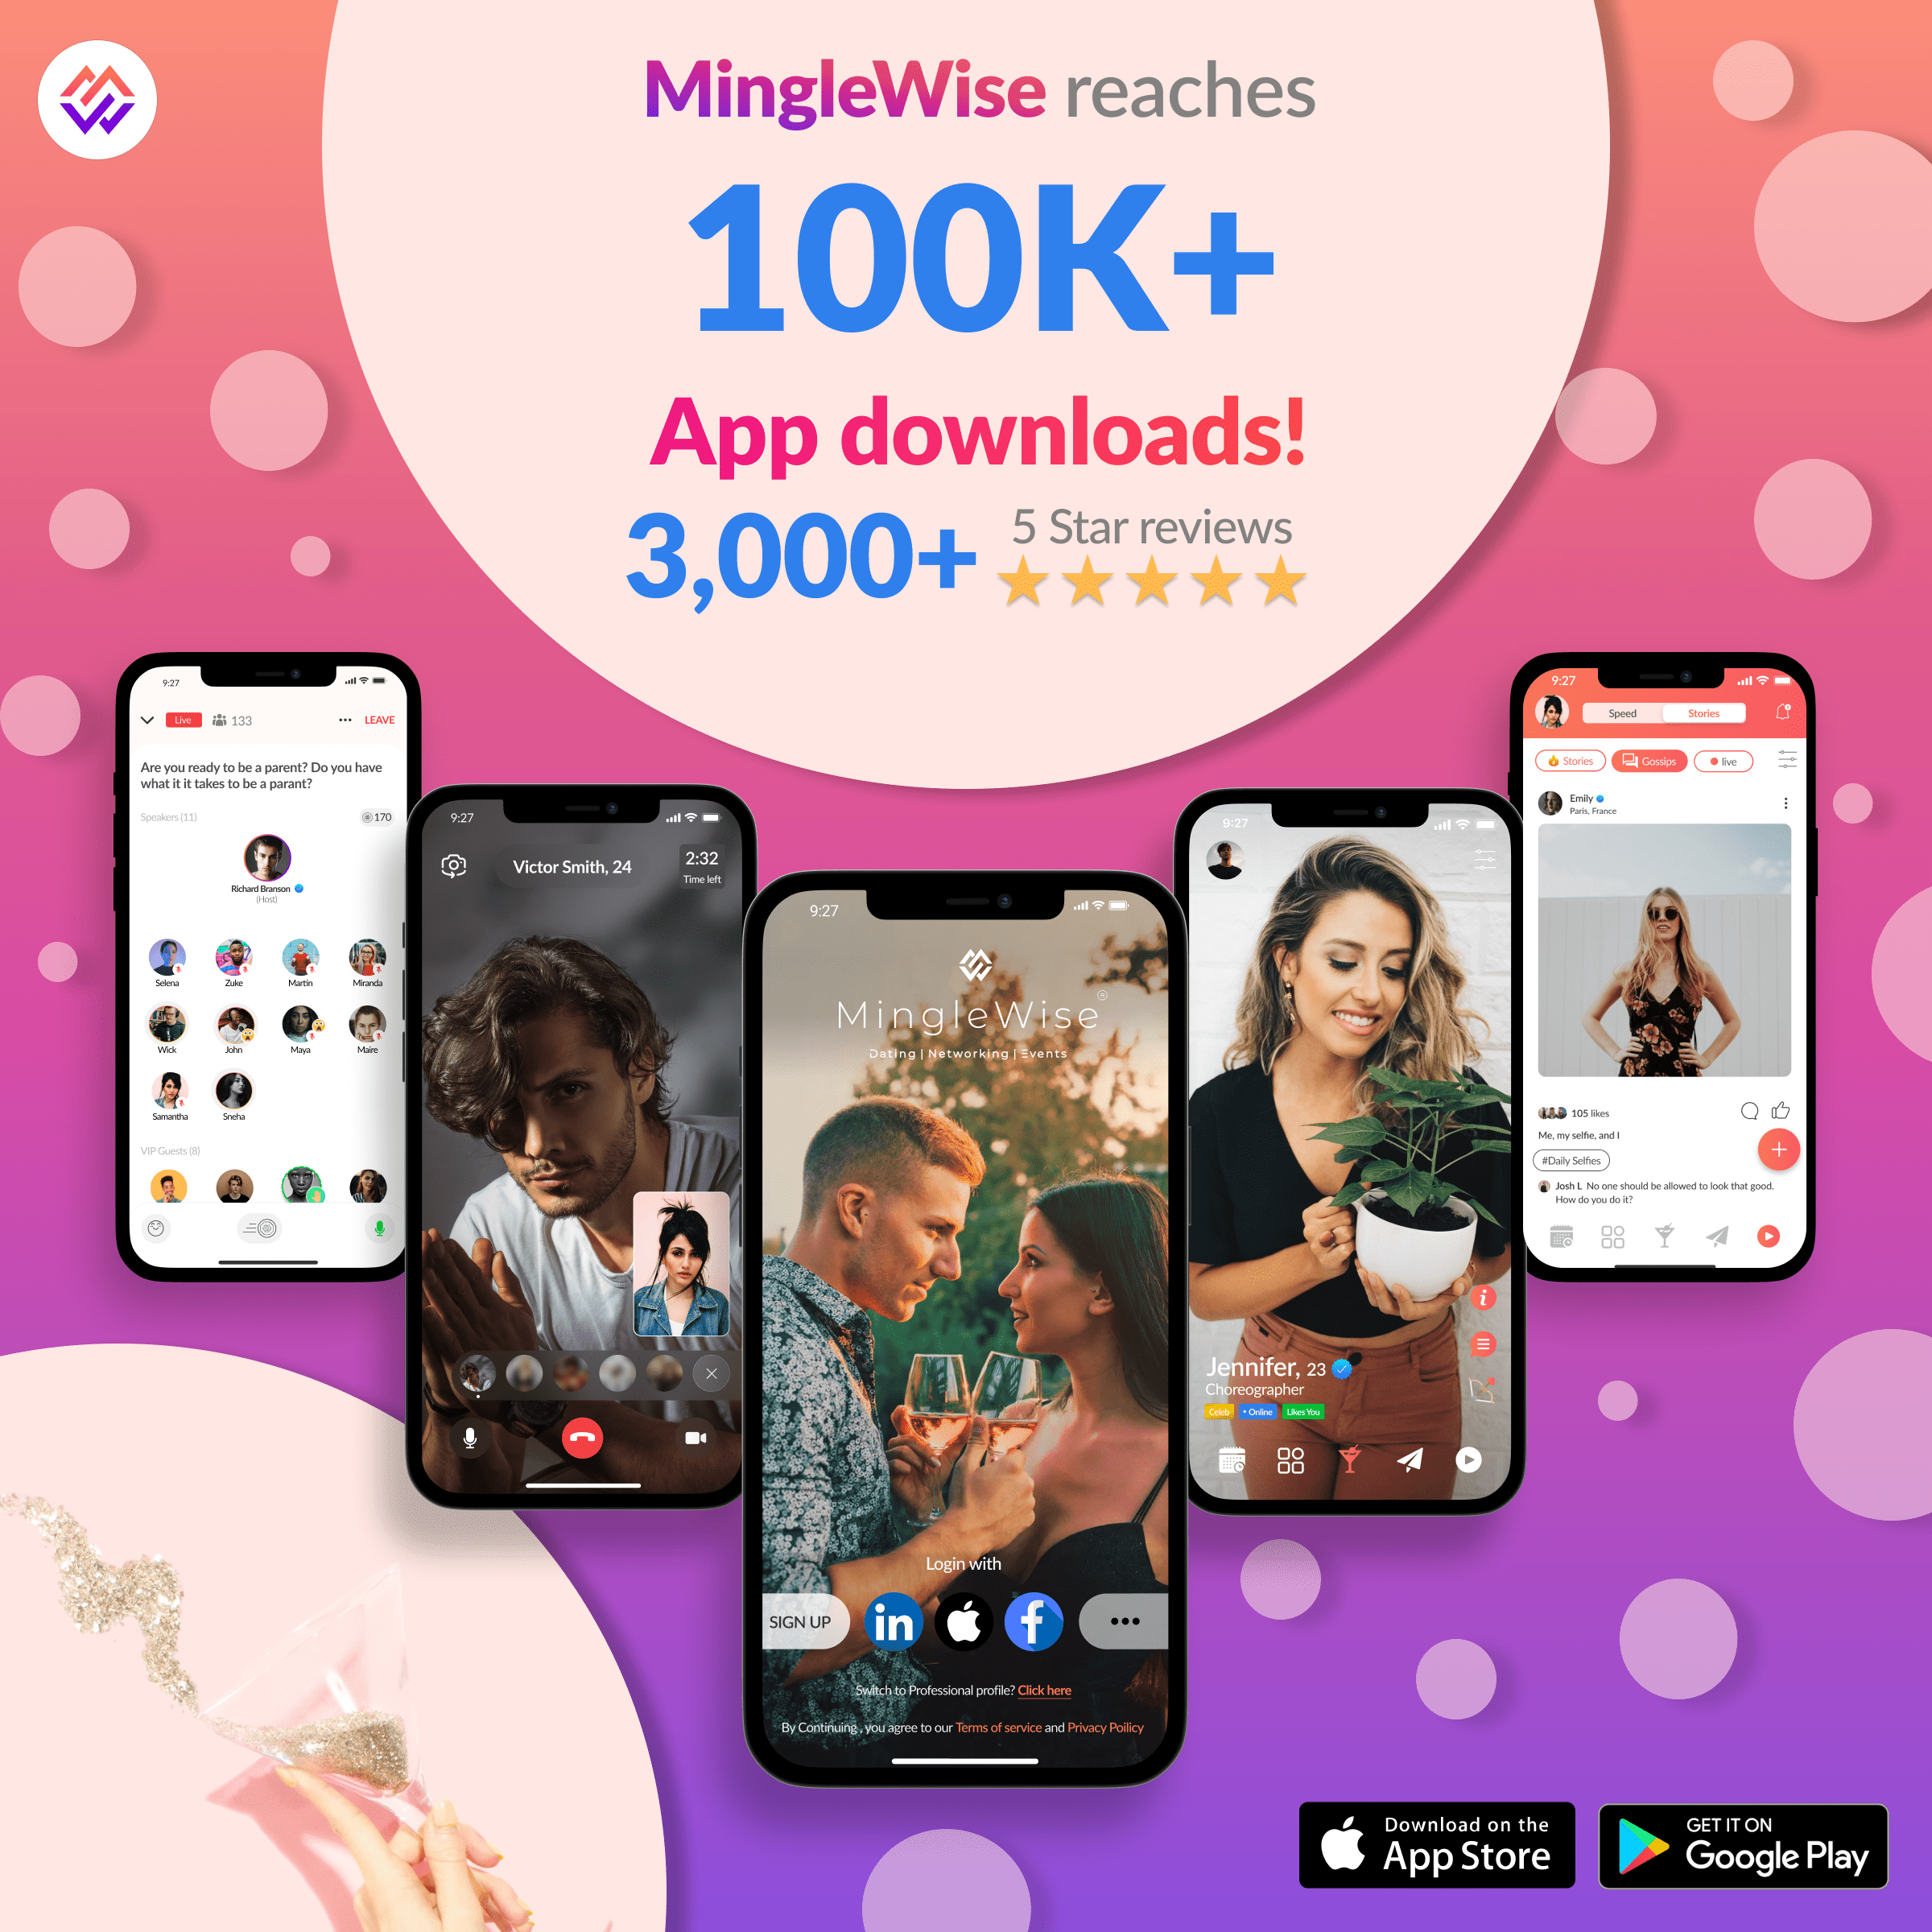 MingleWise reaches
100K+
App downloads!
3,000+
5 Star reviews
9:27
Live
133
LEAVE
Are you ready to be a parent? Do you have
what it it takes to be a parant?
Speakers (11)
170
Richard Branson
(Host)
Selena
Zuke
Martin
Miranda
Wick
John
Maya
Maire
Samantha
Sneha
VIP Guests (8)
9:27
Victor Smith, 24
2:32
Time left
9:27
MingleWise
Dating | Networking | Events
Login with
SIGN UP
in
f
Switch to Professional profile? Click here
By Continuing , you agree to our Terms of service and Privacy Poilicy
9:27
Jennifer, 23
Choreographer
Celeb
• Online
Likes You
9:27
Speed
Stories
Stories
Gossips
live
Emily
Paris, France
105 likes
Me, my selfie, and I
#Daily Selfies
Josh L No one should be allowed to look that good.
How do you do it?
Download on the
App Store
GET IT ON
Google Play